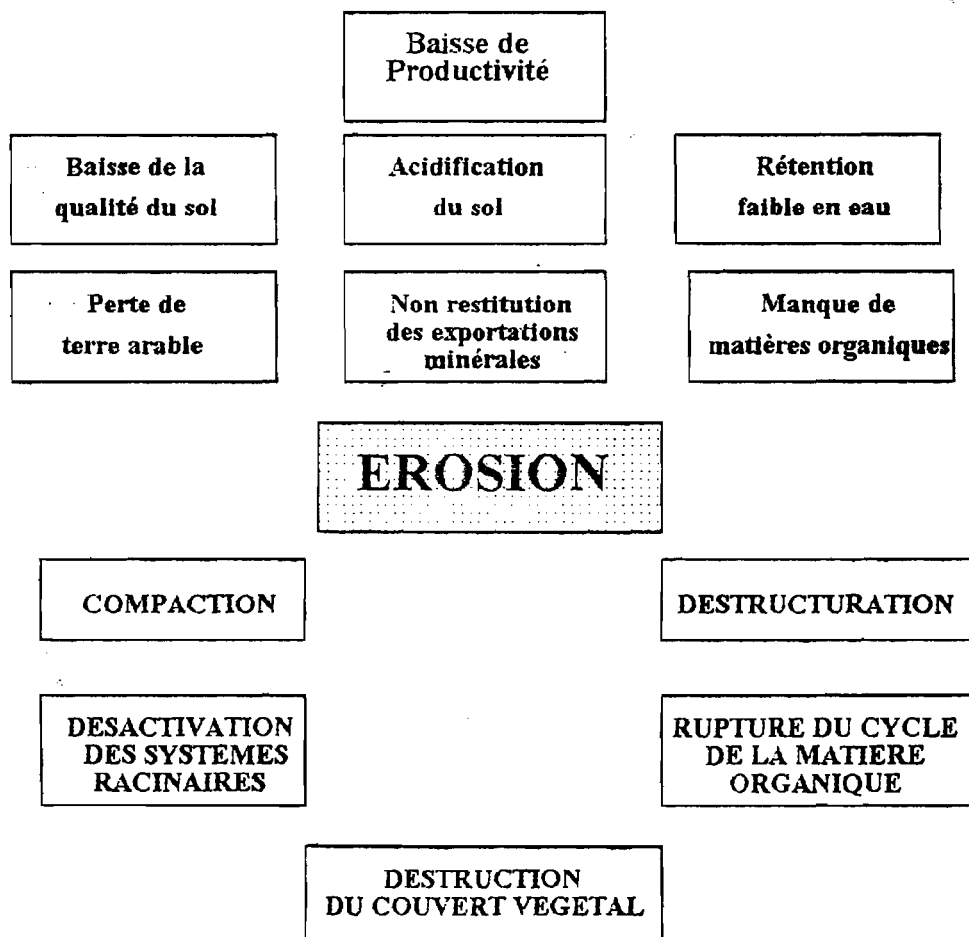 Baisse de
Productivité
Baisse de la
qualité du sol
Acidification
du sol
Rétention
faible en eau
Perte de
terre arable
Non restitution
des exportations
minérales
Manque de
matières organiques
EROSION
COMPACTION
DESTRUCTURATION
DESACTIVATION
DES SYSTEMES
RACINAIRES
RUPTURE DU CYCLE
DE LA MATIERE
ORGANIQUE
DESTRUCTION
DU COUVERT VEGETAL